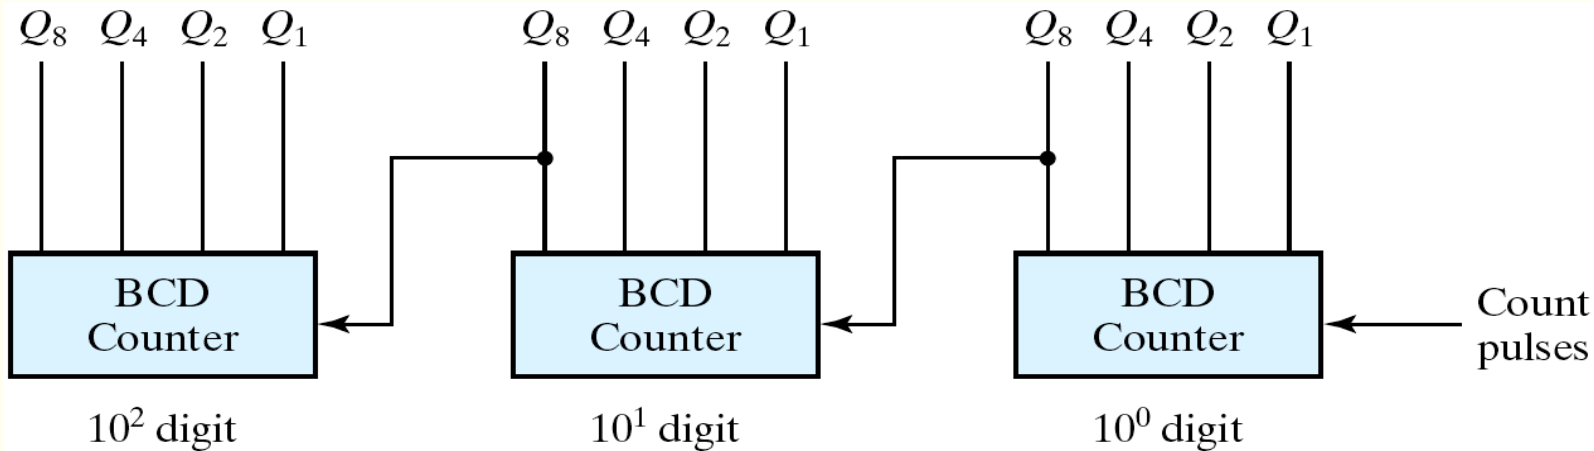 Q₈ Q₄ Q₂ Q₁ Q₈ Q₄ Q₂ Q₁ Q₈ Q₄ Q₂ Q₁
BCD
Counter
BCD
Counter
BCD
Counter
Count
pulses
10² digit
10¹ digit
10⁰ digit